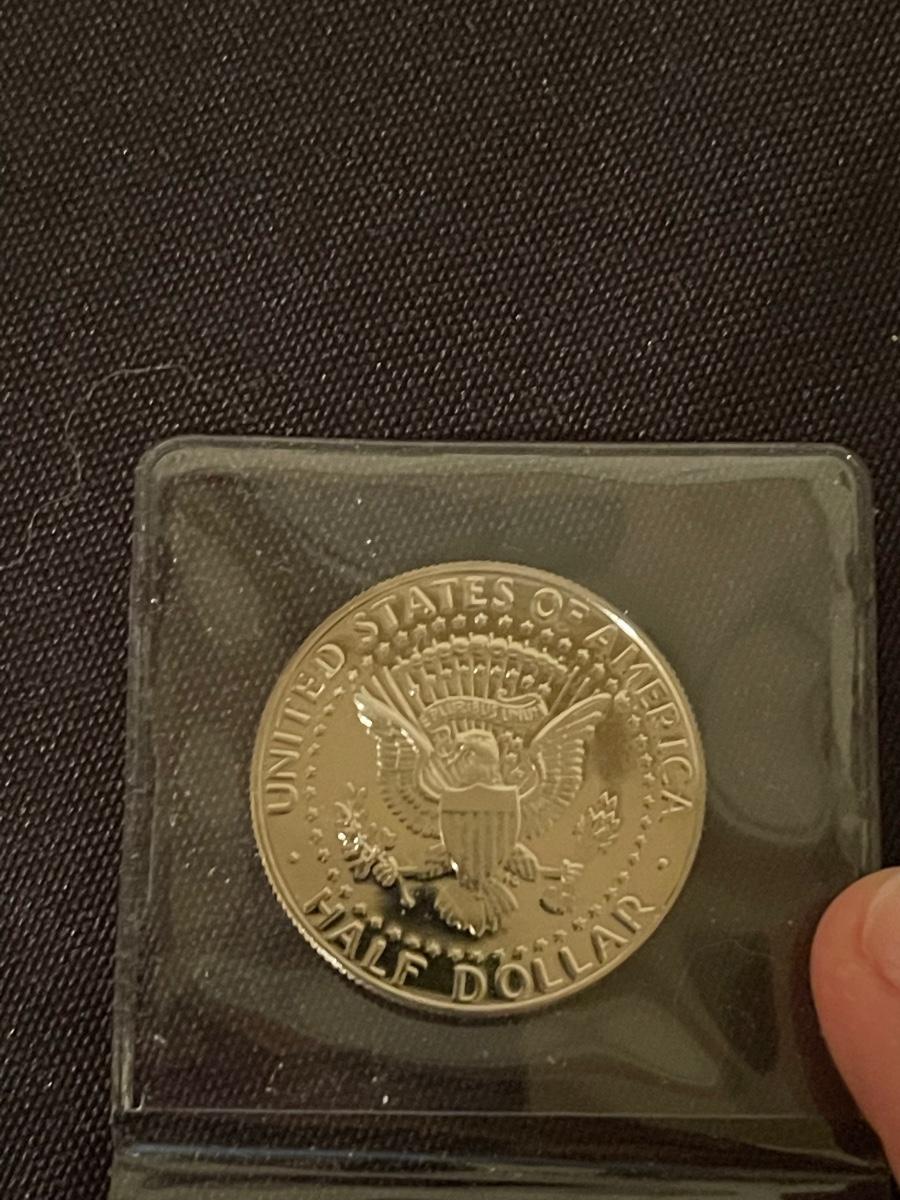 UNITED STATES OF AMERICA
E PLURIBUS UNUM
HALF DOLLAR